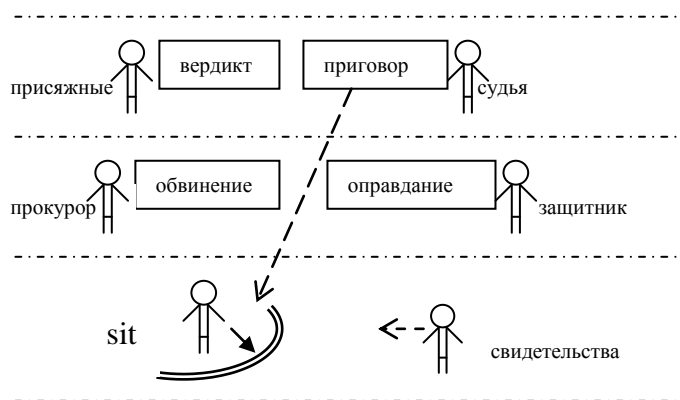 вердикт
приговор
присяжные
судья
обвинение
оправдание
прокурор
защитник
sit
свидетельства